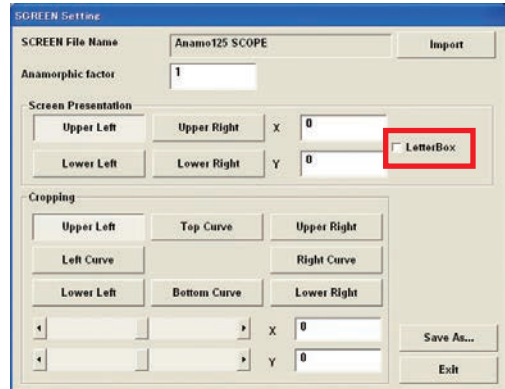 SCREEN Setting
SCREEN File Name Anamo125 SCOPE Import
Anamorphic factor 1
Screen Presentation
Upper Left Upper Right X 0
LetterBox
Lower Left Lower Right Y 0
Cropping
Upper Left Top Curve Upper Right
Left Curve Right Curve
Lower Left Bottom Curve Lower Right
X 0
Save As...
Y 0
Exit